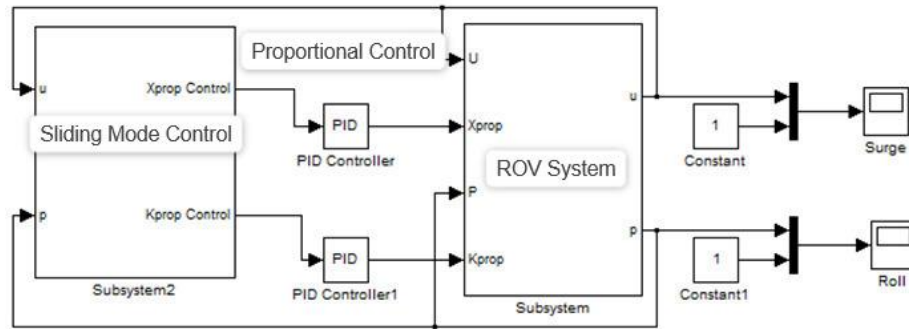 Proportional Control
U
u
Xprop Control
u
Sliding Mode Control
PID
PID Controller
Xprop
ROV System
1
Constant
Surge
P
p
Kprop Control
p
PID
PID Controller1
Kprop
1
Constant1
Roll
Subsystem2
Subsystem